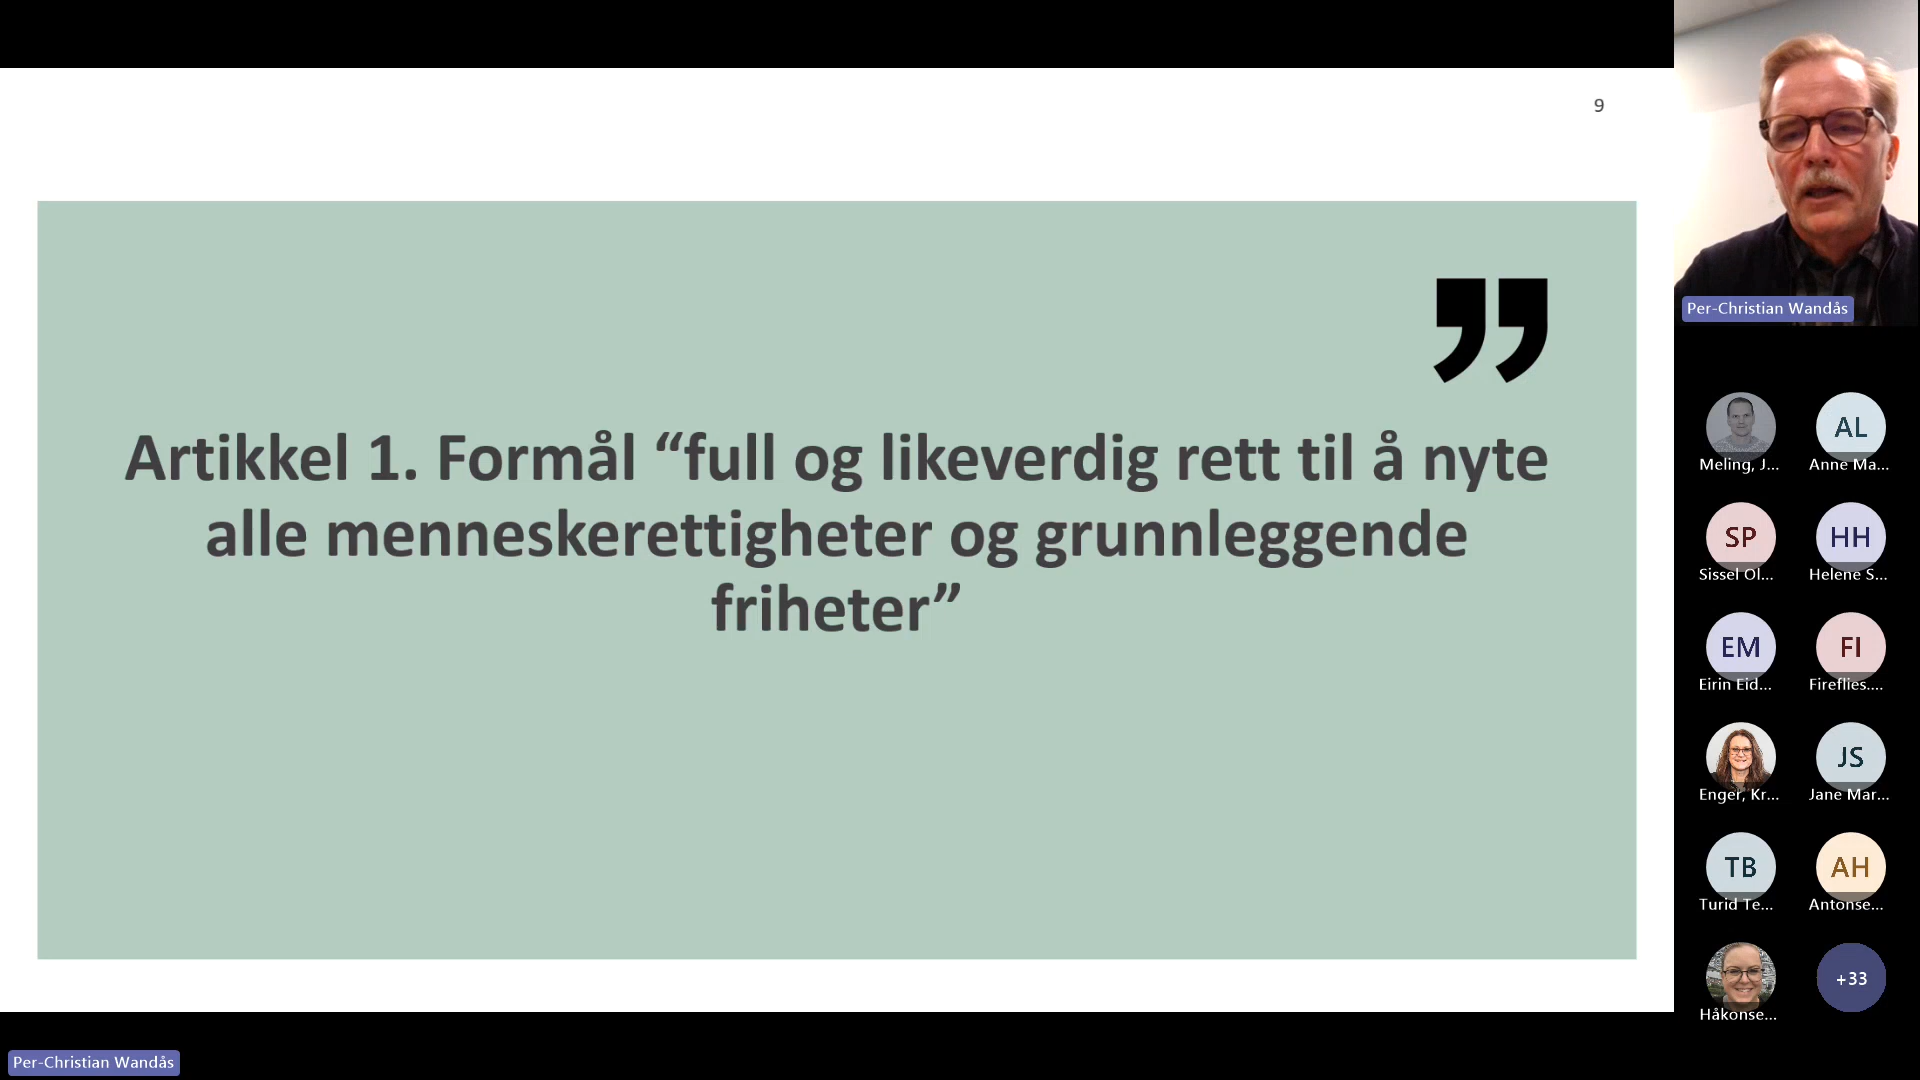 9
”
Artikkel 1. Formål “full og likeverdig rett til å nyte
alle menneskerettigheter og grunnleggende
friheter”
Per-Christian Wandås
Meling, J...
AL
Anne Ma...
SP
Sissel Ol...
HH
Helene S...
EM
Eirin Eid...
FI
Fireflies....
Enger, Kr...
JS
Jane Mar...
TB
Turid Te...
AH
Antonse...
Håkonse...
+33
Per-Christian Wandås